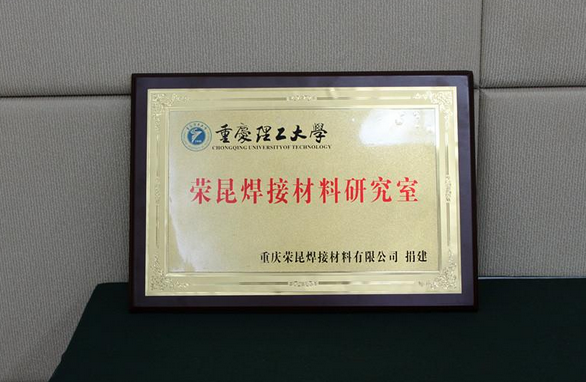 重慶理工大學
CHONGQING UNIVERSITYOF TECHNOLOGY
荣昆焊接材料研究室
重庆荣昆焊接材料有限公司 捐建